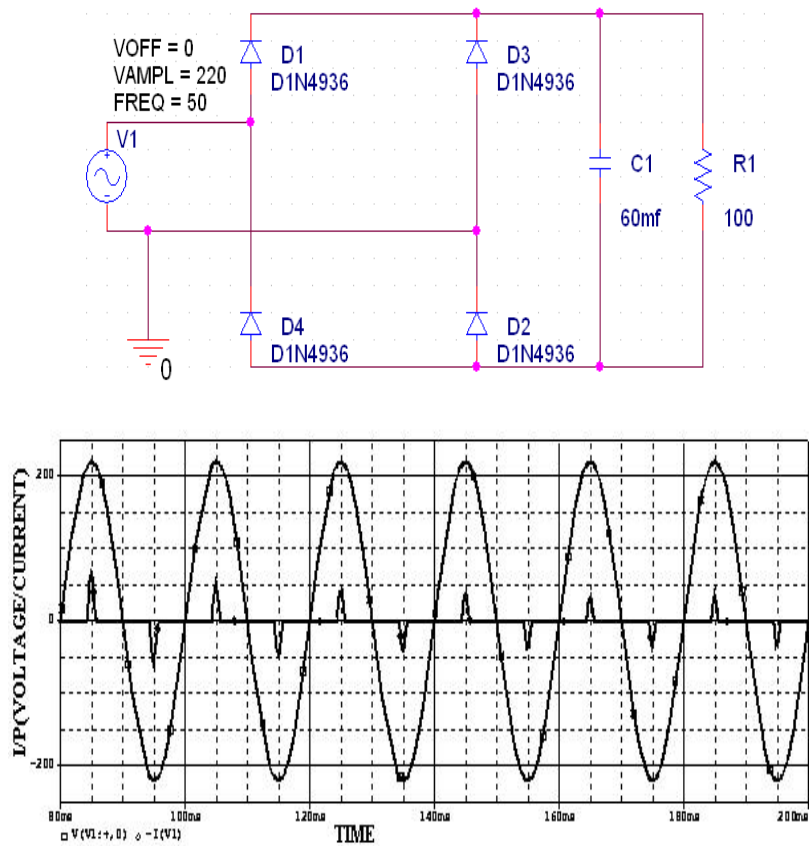 VOFF = 0
VAMPL = 220
FREQ = 50
V1
D1
D1N4936
D3
D1N4936
C1
60mf
R1
100
D4
D1N4936
D2
D1N4936
0
I/P(VOLTAGE/CURRENT)
200
0
-200
80ms 100ms 120ms 140ms 160ms 180ms 200ms
V(V1:+,0) -I(V1)
TIME